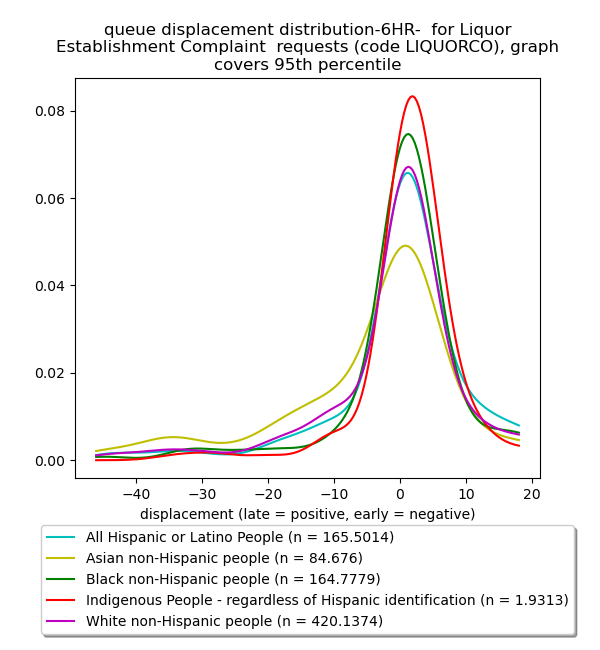 queue displacement distribution-6HR-  for Liquor
Establishment Complaint  requests (code LIQUORCO), graph
covers 95th percentile
0.08
0.06
0.04
0.02
0.00
−40 −30 −20 −10 0 10 20
displacement (late = positive, early = negative)
All Hispanic or Latino People (n = 165.5014)
Asian non-Hispanic people (n = 84.676)
Black non-Hispanic people (n = 164.7779)
Indigenous People - regardless of Hispanic identification (n = 1.9313)
White non-Hispanic people (n = 420.1374)